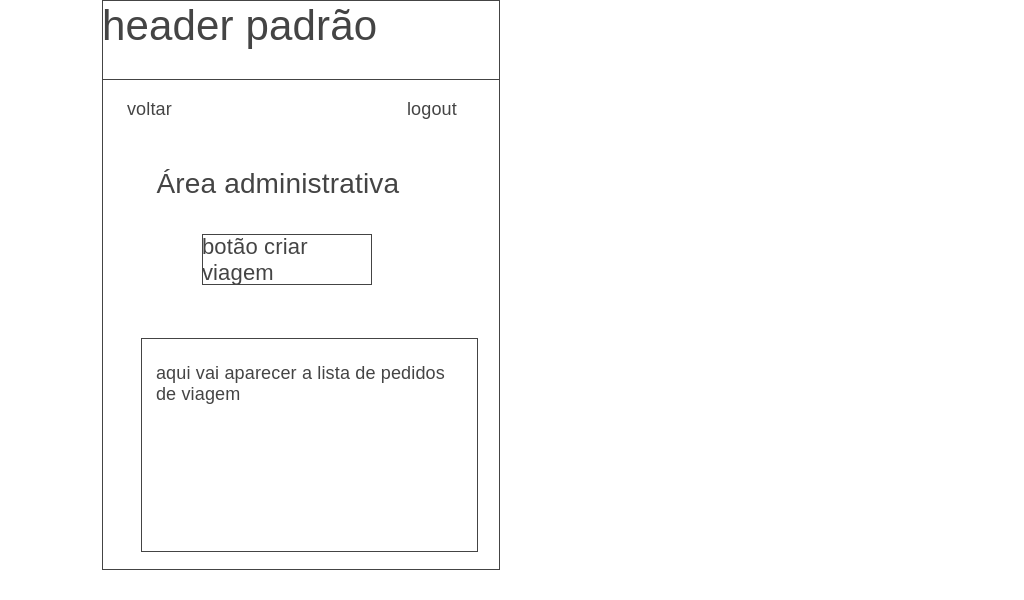 header padrão
voltar logout
Área administrativa
botão criar
viagem
aqui vai aparecer a lista de pedidos
de viagem